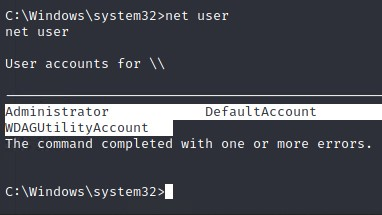 C:\Windows\system32>net user
net user
User accounts for \\
-------------------------------------------------
Administrator            DefaultAccount
WDAGUtilityAccount
The command completed with one or more errors.
C:\Windows\system32>